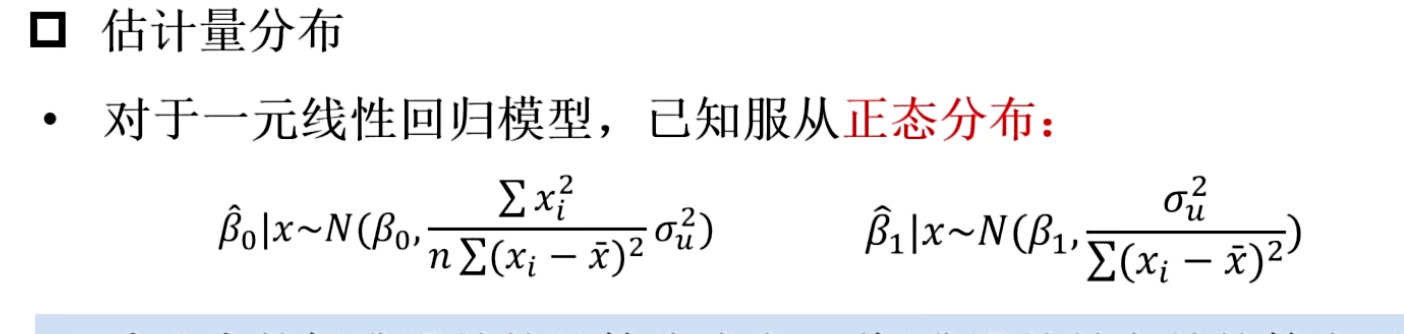 估计量分布
• 对于一元线性回归模型，已知服从正态分布：
$\hat{\beta}_0|x \sim N(\beta_0, \frac{\sum x_i^2}{n\sum(x_i-\bar{x})^2}\sigma_u^2)$ $\hat{\beta}_1|x \sim N(\beta_1, \frac{\sigma_u^2}{\sum(x_i-\bar{x})^2})$